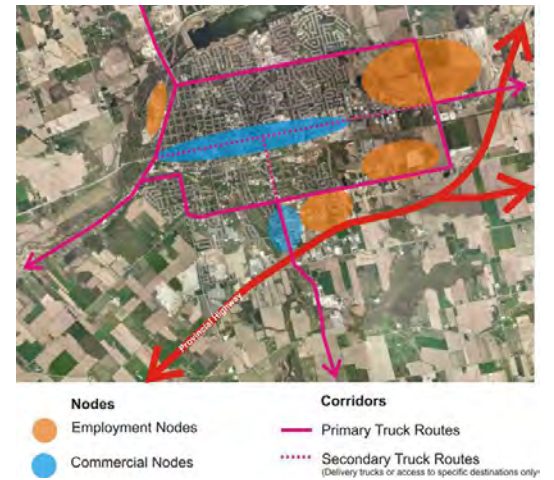 Provincial Highway
Nodes
Employment Nodes
Commercial Nodes
Corridors
Primary Truck Routes
Secondary Truck Routes
(Delivery trucks or access to specific destinations only)